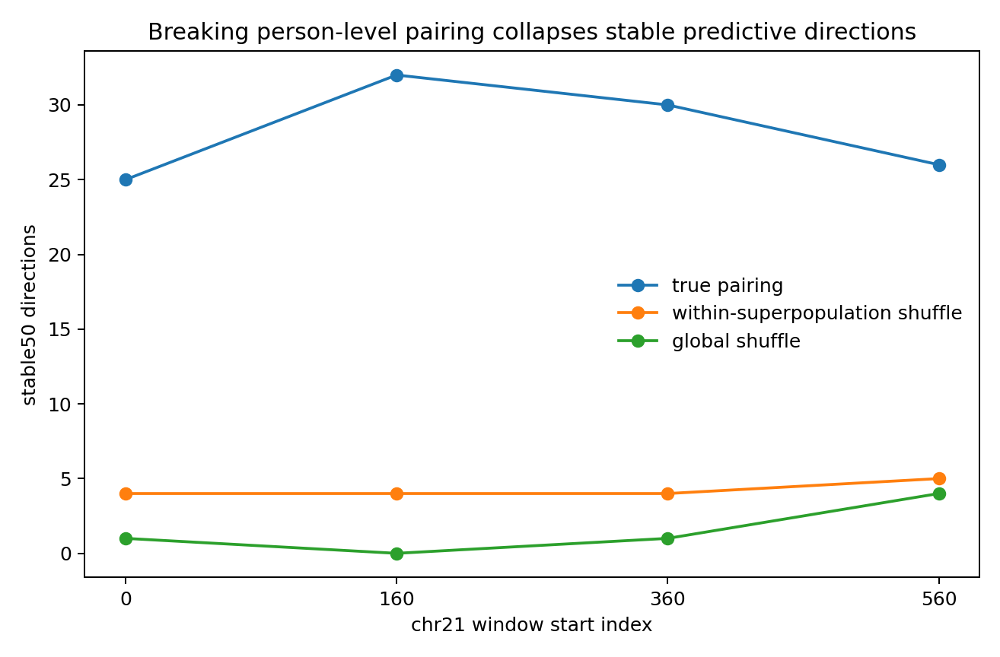 Breaking person-level pairing collapses stable predictive directions
stable50 directions
30
25
20
15
10
5
0
true pairing
within-superpopulation shuffle
global shuffle
0 160 360 560
chr21 window start index